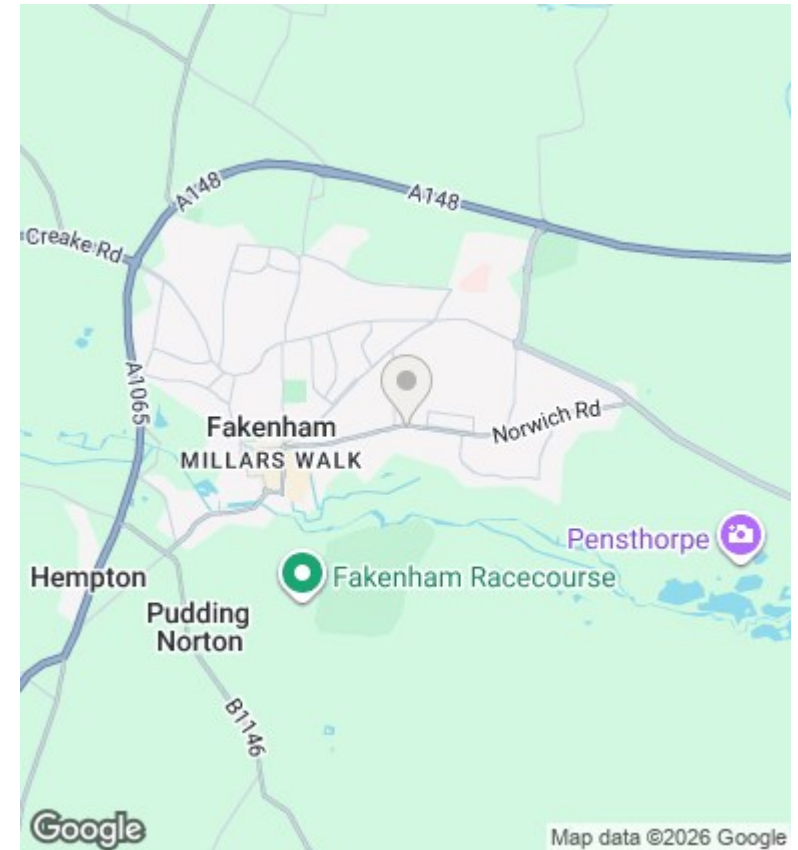 A148
A148
Creake Rd
A1065
Fakenham
MILLARS WALK
Norwich Rd
Pensthorpe
Hempton
Fakenham Racecourse
Pudding
Norton
B1146
Google
Map data ©2026 Google